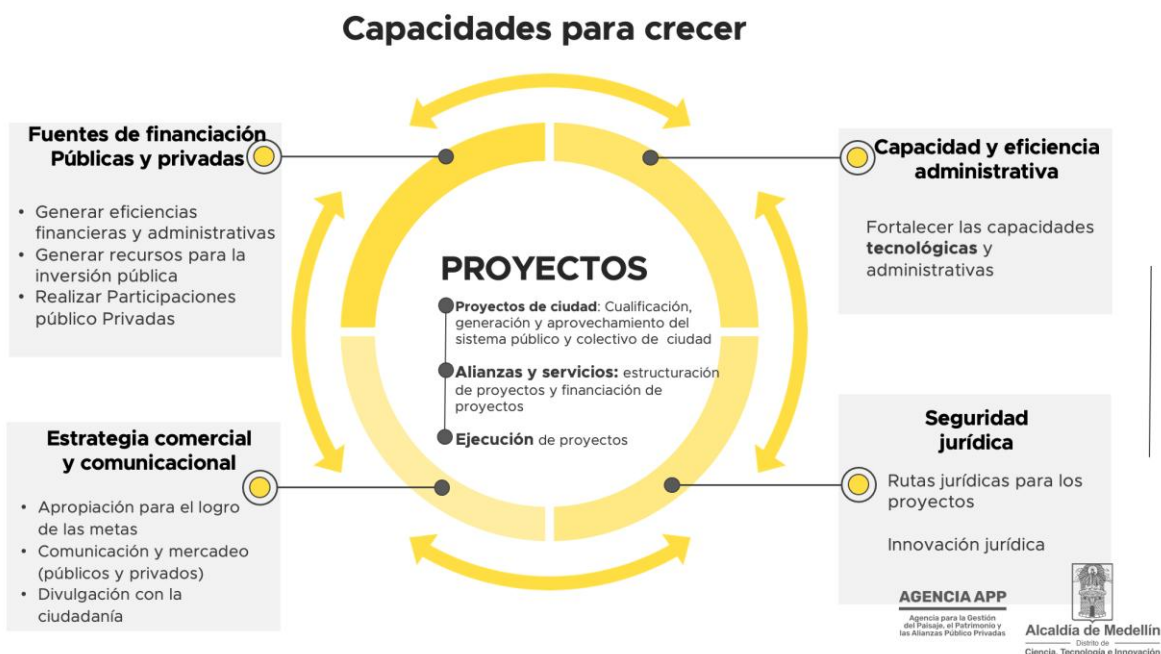 Capacidades para crecer
Fuentes de financiación
Públicas y privadas
• Generar eficiencias
financieras y administrativas
• Generar recursos para la
inversión pública
• Realizar Participaciones
público Privadas
Capacidad y eficiencia
administrativa
Fortalecer las capacidades
tecnológicas y
administrativas
PROYECTOS
Proyectos de ciudad: Cualificación,
generación y aprovechamiento del
sistema público y colectivo de ciudad
Alianzas y servicios: estructuración
de proyectos y financiación de
proyectos
Ejecución de proyectos
Estrategia comercial
y comunicacional
• Apropiación para el logro
de las metas
• Comunicación y mercadeo
(públicos y privados)
• Divulgación con la
ciudadanía
Seguridad
jurídica
Rutas jurídicas para los
proyectos
Innovación jurídica
AGENCIA APP
Agencia para la Gestión
del Paisaje, el Patrimonio y
las Alianzas Público Privadas
Alcaldía de Medellín
Distrito de
Ciencia, Tecnología e Innovación